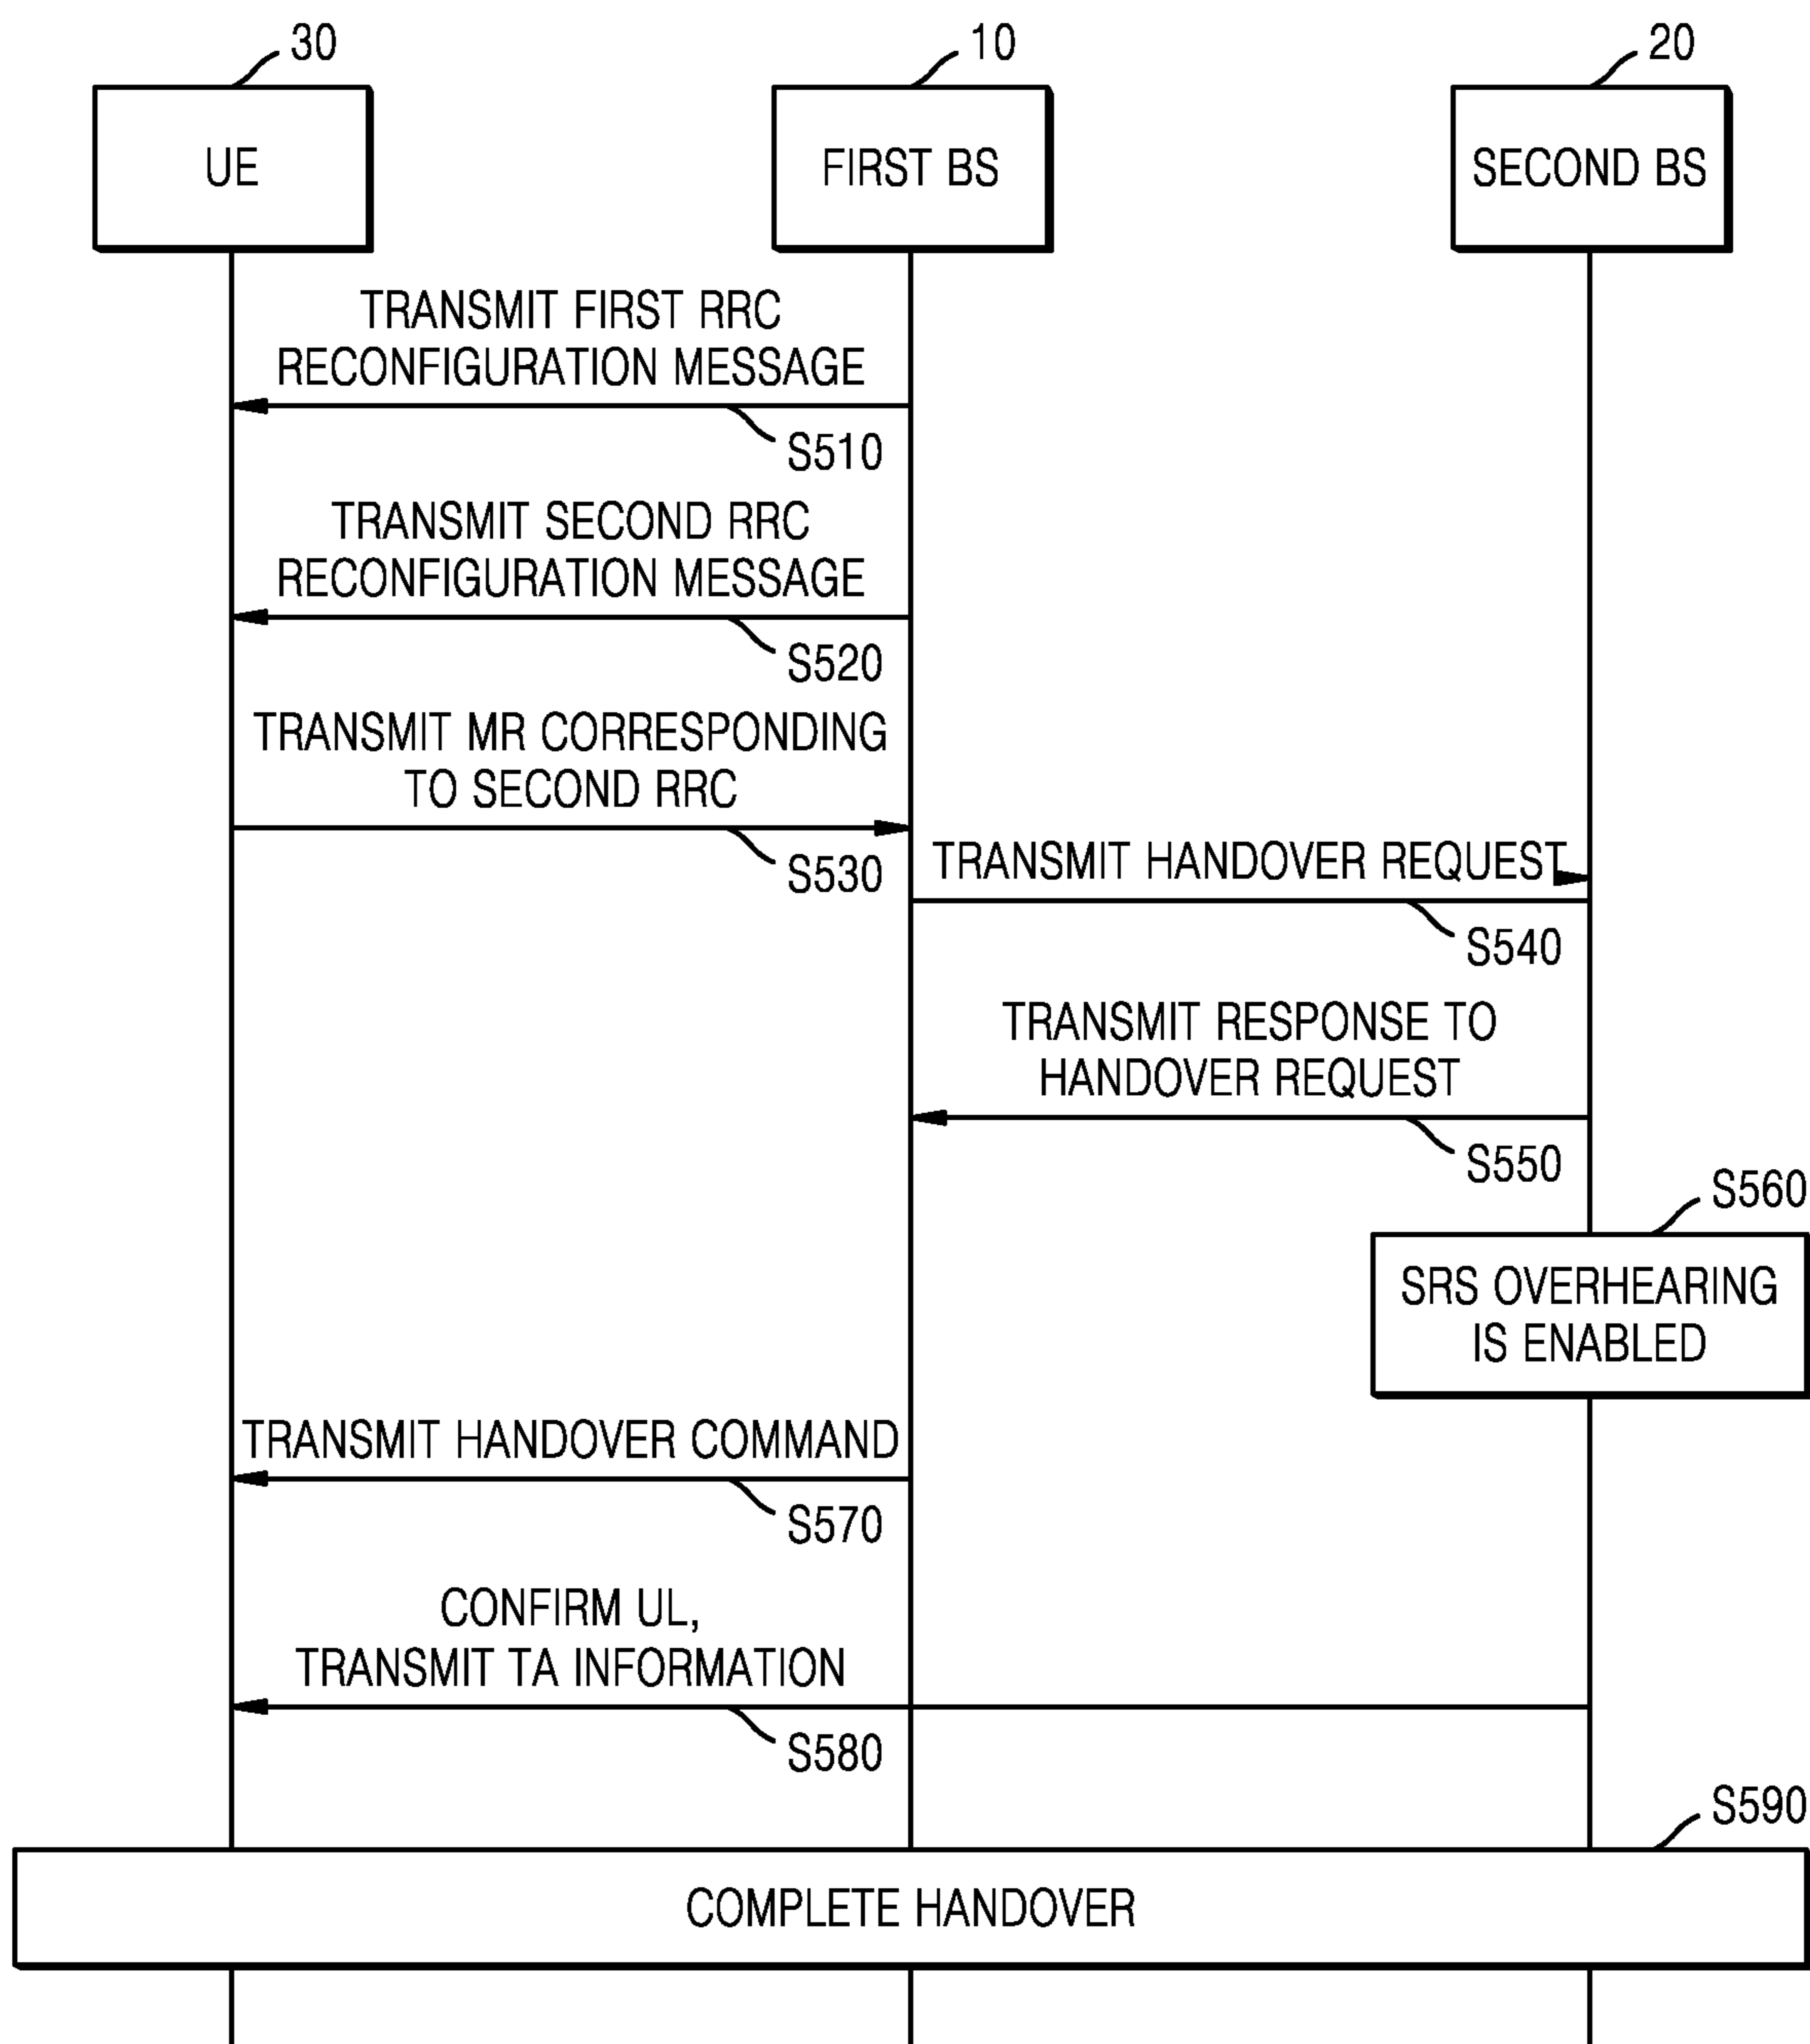 30
10
20
UE
FIRST BS
SECOND BS
TRANSMIT FIRST RRC
RECONFIGURATION MESSAGE
S510
TRANSMIT SECOND RRC
RECONFIGURATION MESSAGE
S520
TRANSMIT MR CORRESPONDING
TO SECOND RRC
S530
TRANSMIT HANDOVER REQUEST
S540
TRANSMIT RESPONSE TO
HANDOVER REQUEST
S550
S560
SRS OVERHEARING
IS ENABLED
TRANSMIT HANDOVER COMMAND
S570
CONFIRM UL,
TRANSMIT TA INFORMATION
S580
S590
COMPLETE HANDOVER